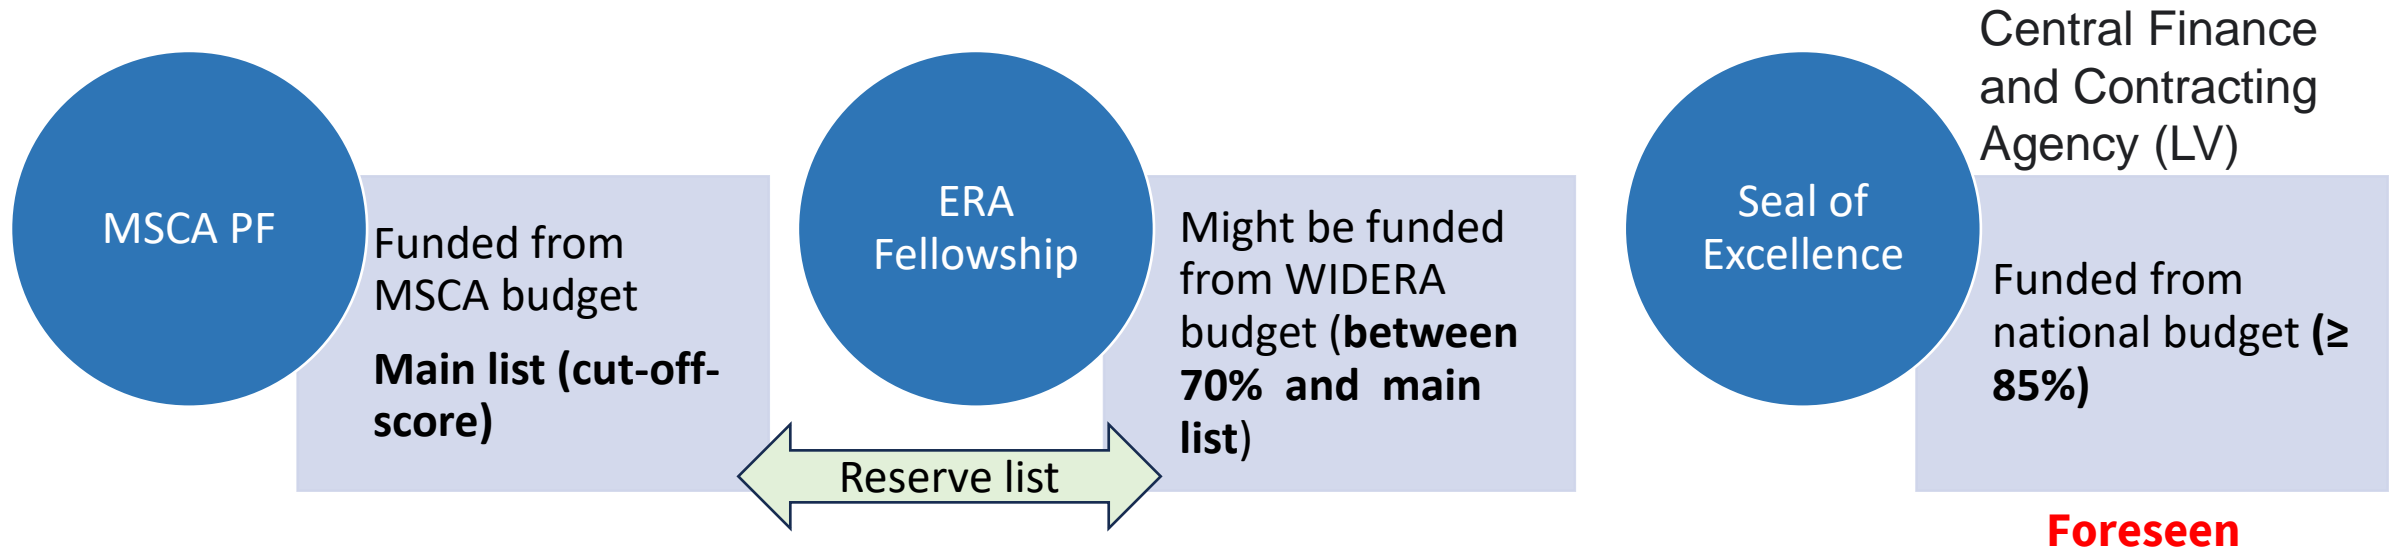 MSCA PF
Funded from
MSCA budget
Main list (cut-off-
score)
Reserve list
ERA
Fellowship
Might be funded
from WIDERA
budget (between
70% and main
list)
Seal of
Excellence
Central Finance
and Contracting
Agency (LV)
Funded from
national budget (≥
85%)
Foreseen